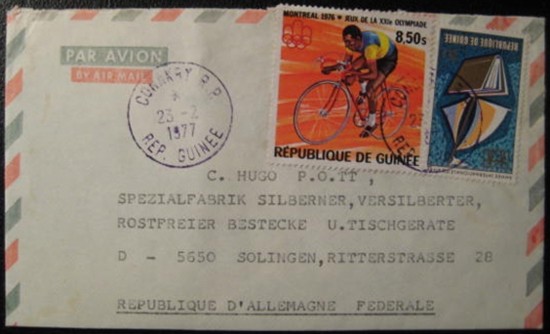 PAR AVION
BY AIR MAIL
CONAKRY R.P.
23-2
1977
REP. GUINEE
MONTREAL 1976 * JEUX DE LA XXIe OLYMPIADE
8,50s
RÉPUBLIQUE DE GUINÉE
REPUBLIQUE DE GUINEE
C. HUGO P.O.TT ,
SPEZIALFABRIK SILBERNER,VERSILBERTER,
ROSTFREIER BESTECKE U.TISCHGERATE
D - 5650 SOLINGEN,RITTERSTRASSE 28
REPUBLIQUE D'ALLEMAGNE FEDERALE